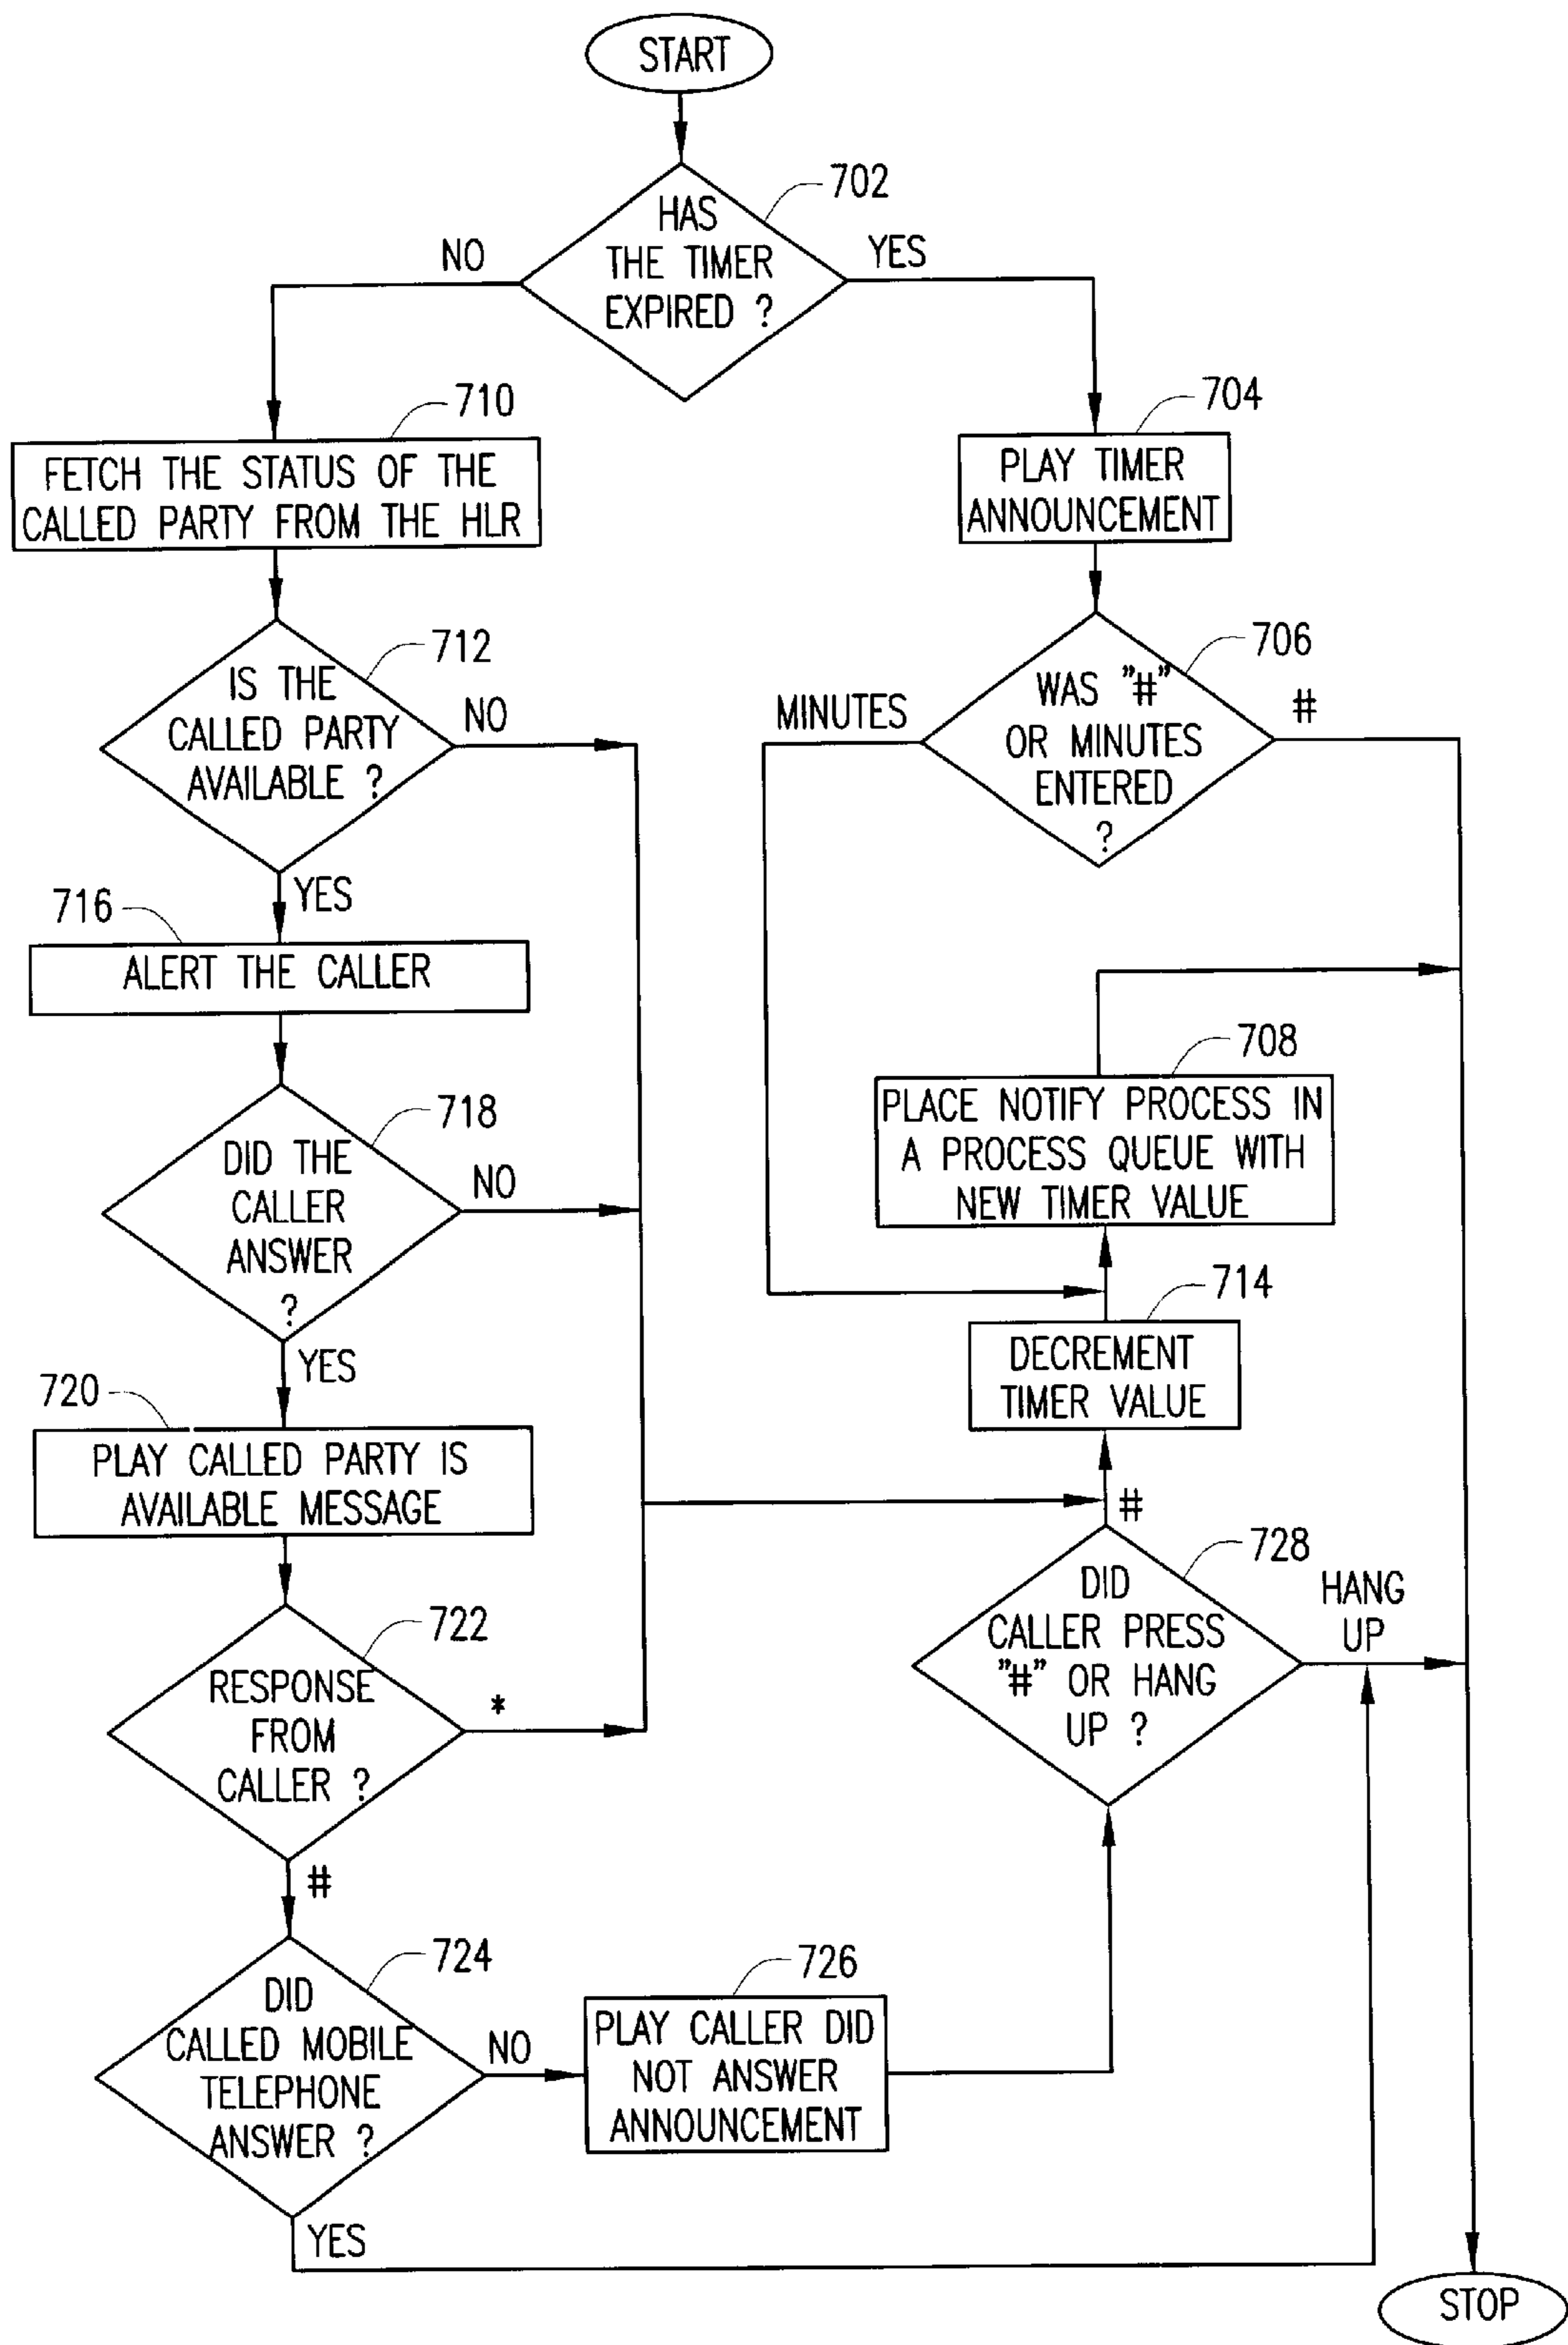 START
702
HAS
THE TIMER
EXPIRED ?
NO
YES
710
FETCH THE STATUS OF THE
CALLED PARTY FROM THE HLR
704
PLAY TIMER
ANNOUNCEMENT
712
IS THE
CALLED PARTY
AVAILABLE ?
NO
YES
706
WAS "#"
OR MINUTES
ENTERED
?
MINUTES
#
716
ALERT THE CALLER
718
DID THE
CALLER
ANSWER
?
NO
YES
708
PLACE NOTIFY PROCESS IN
A PROCESS QUEUE WITH
NEW TIMER VALUE
714
DECREMENT
TIMER VALUE
720
PLAY CALLED PARTY IS
AVAILABLE MESSAGE
#
728
DID
CALLER PRESS
"#" OR HANG
UP ?
HANG
UP
722
RESPONSE
FROM
CALLER ?
*
#
724
DID
CALLED MOBILE
TELEPHONE
ANSWER ?
NO
YES
726
PLAY CALLER DID
NOT ANSWER
ANNOUNCEMENT
STOP